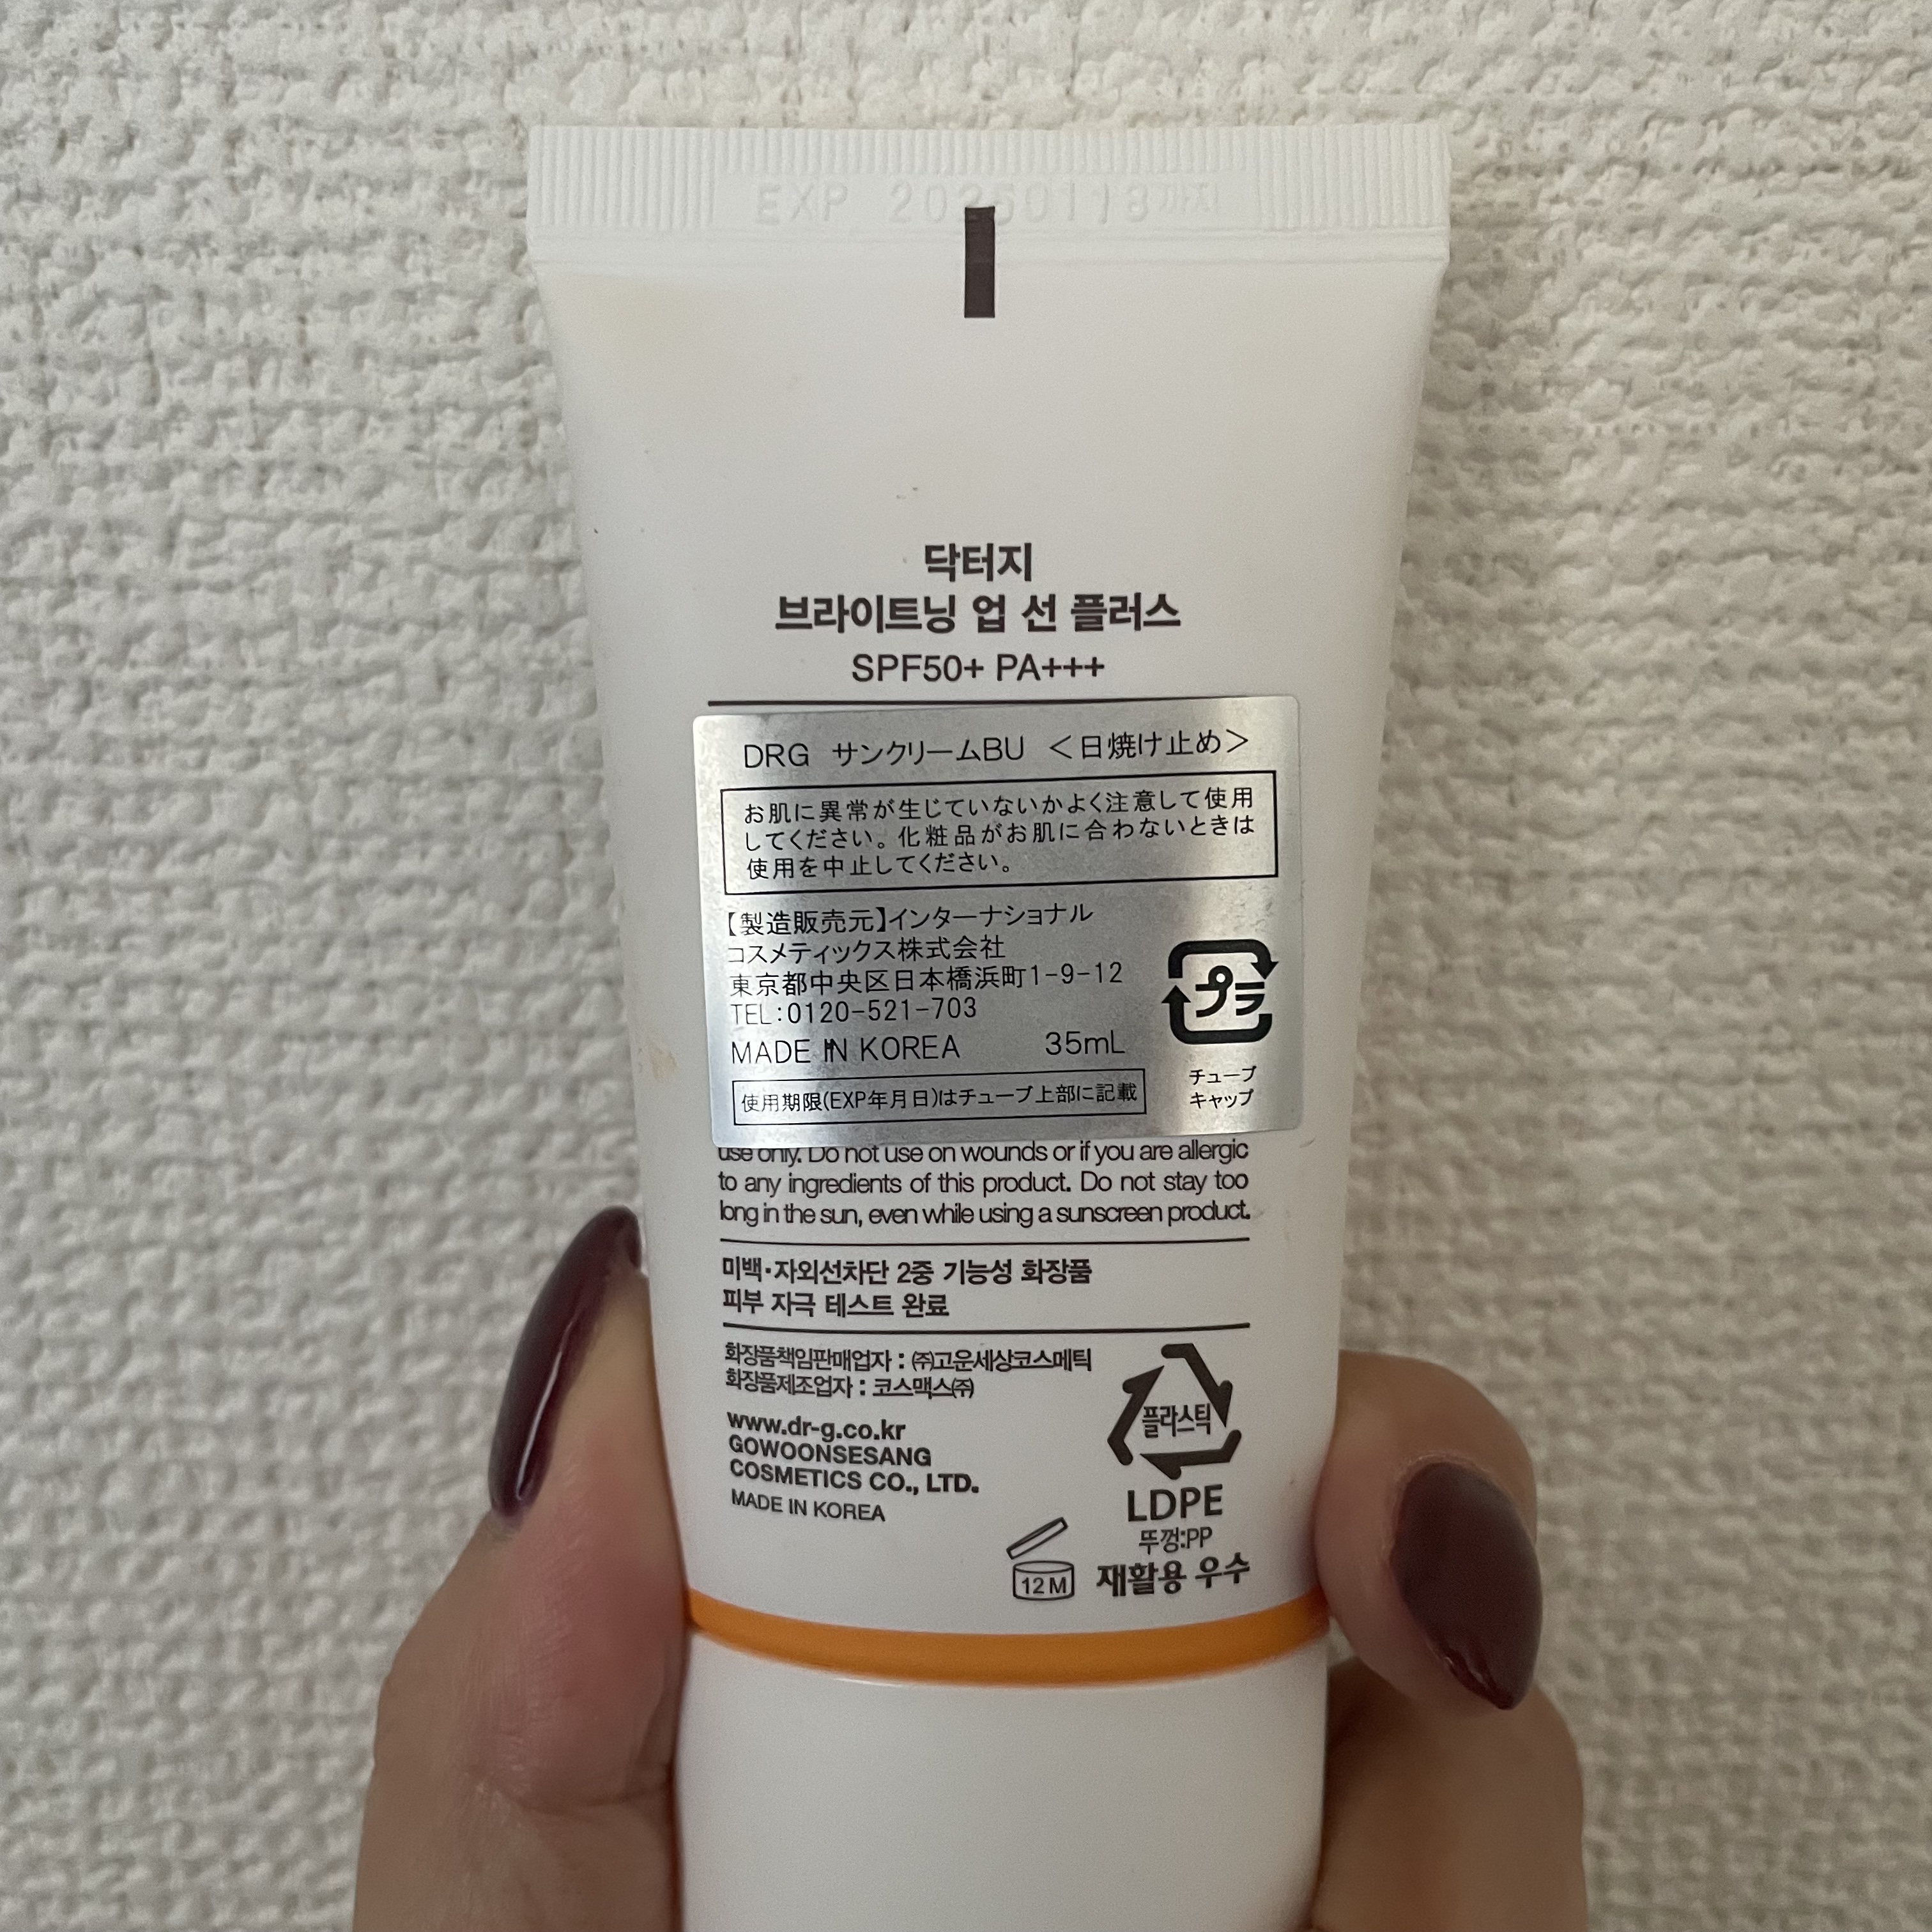 EXP 20250118까지
닥터지
브라이트닝 업 선 플러스
SPF50+ PA+++
DRG サンクリームBU ＜日焼け止め＞
お肌に異常が生じていないかよく注意して使用
してください。化粧品がお肌に合わないときは
使用を中止してください。
【製造販売元】インターナショナル
コスメティックス株式会社
東京都中央区日本橋浜町1-9-12
TEL:0120-521-703
MADE IN KOREA 35mL
プラ
使用期限(EXP年月日)はチューブ上部に記載
チューブ
キャップ
use only. Do not use on wounds or if you are allergic
to any ingredients of this product. Do not stay too
long in the sun, even while using a sunscreen product.
미백·자외선차단 2중 기능성 화장품
피부 자극 테스트 완료
화장품책임판매업자 : ㈜고운세상코스메틱
화장품제조업자 : 코스맥스㈜
www.dr-g.co.kr
GOWOONSESANG
COSMETICS CO., LTD.
MADE IN KOREA
플라스틱
LDPE
뚜껑:PP
재활용 우수
12M